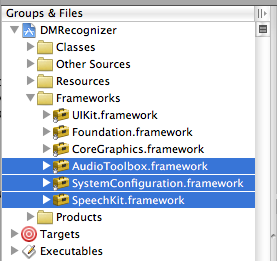 Groups & Files
DMRecognizer
Classes
Other Sources
Resources
Frameworks
UIKit.framework
Foundation.framework
CoreGraphics.framework
AudioToolbox.framework
SystemConfiguration.framework
SpeechKit.framework
Products
Targets
Executables